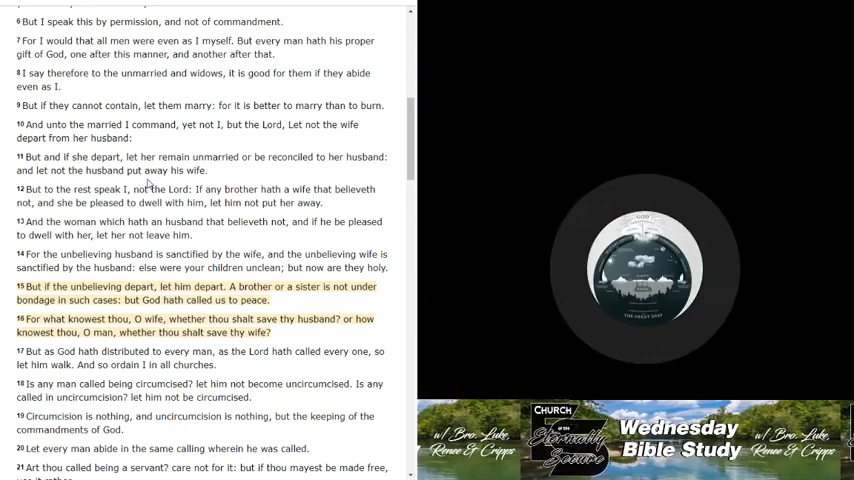 6 But I speak this by permission, and not of commandment.
7 For I would that all men were even as I myself. But every man hath his proper
gift of God, one after this manner, and another after that.
8 I say therefore to the unmarried and widows, it is good for them if they abide
even as I.
9 But if they cannot contain, let them marry: for it is better to marry than to burn.
10 And unto the married I command, yet not I, but the Lord, Let not the wife
depart from her husband:
11 But and if she depart, let her remain unmarried or be reconciled to her husband:
and let not the husband put away his wife.
12 But to the rest speak I, not the Lord: If any brother hath a wife that believeth
not, and she be pleased to dwell with him, let him not put her away.
13 And the woman which hath an husband that believeth not, and if he be pleased
to dwell with her, let her not leave him.
14 For the unbelieving husband is sanctified by the wife, and the unbelieving wife is
sanctified by the husband: else were your children unclean; but now are they holy.
15 But if the unbelieving depart, let him depart. A brother or a sister is not under
bondage in such cases: but God hath called us to peace.
16 For what knowest thou, O wife, whether thou shalt save thy husband? or how
knowest thou, O man, whether thou shalt save thy wife?
17 But as God hath distributed to every man, as the Lord hath called every one, so
let him walk. And so ordain I in all churches.
18 Is any man called being circumcised? let him not become uncircumcised. Is any
called in uncircumcision? let him not be circumcised.
19 Circumcision is nothing, and uncircumcision is nothing, but the keeping of the
commandments of God.
20 Let every man abide in the same calling wherein he was called.
21 Art thou called being a servant? care not for it: but if thou mayest be made free,
use it rather
GOD
THE GREAT DEEP
w/ Bro. Luke,
Renee & Cripps
CHURCH
of the
Eternally
Secure
Wednesday
Bible Study
w/ Bro. Luke,
Renee & Cripps